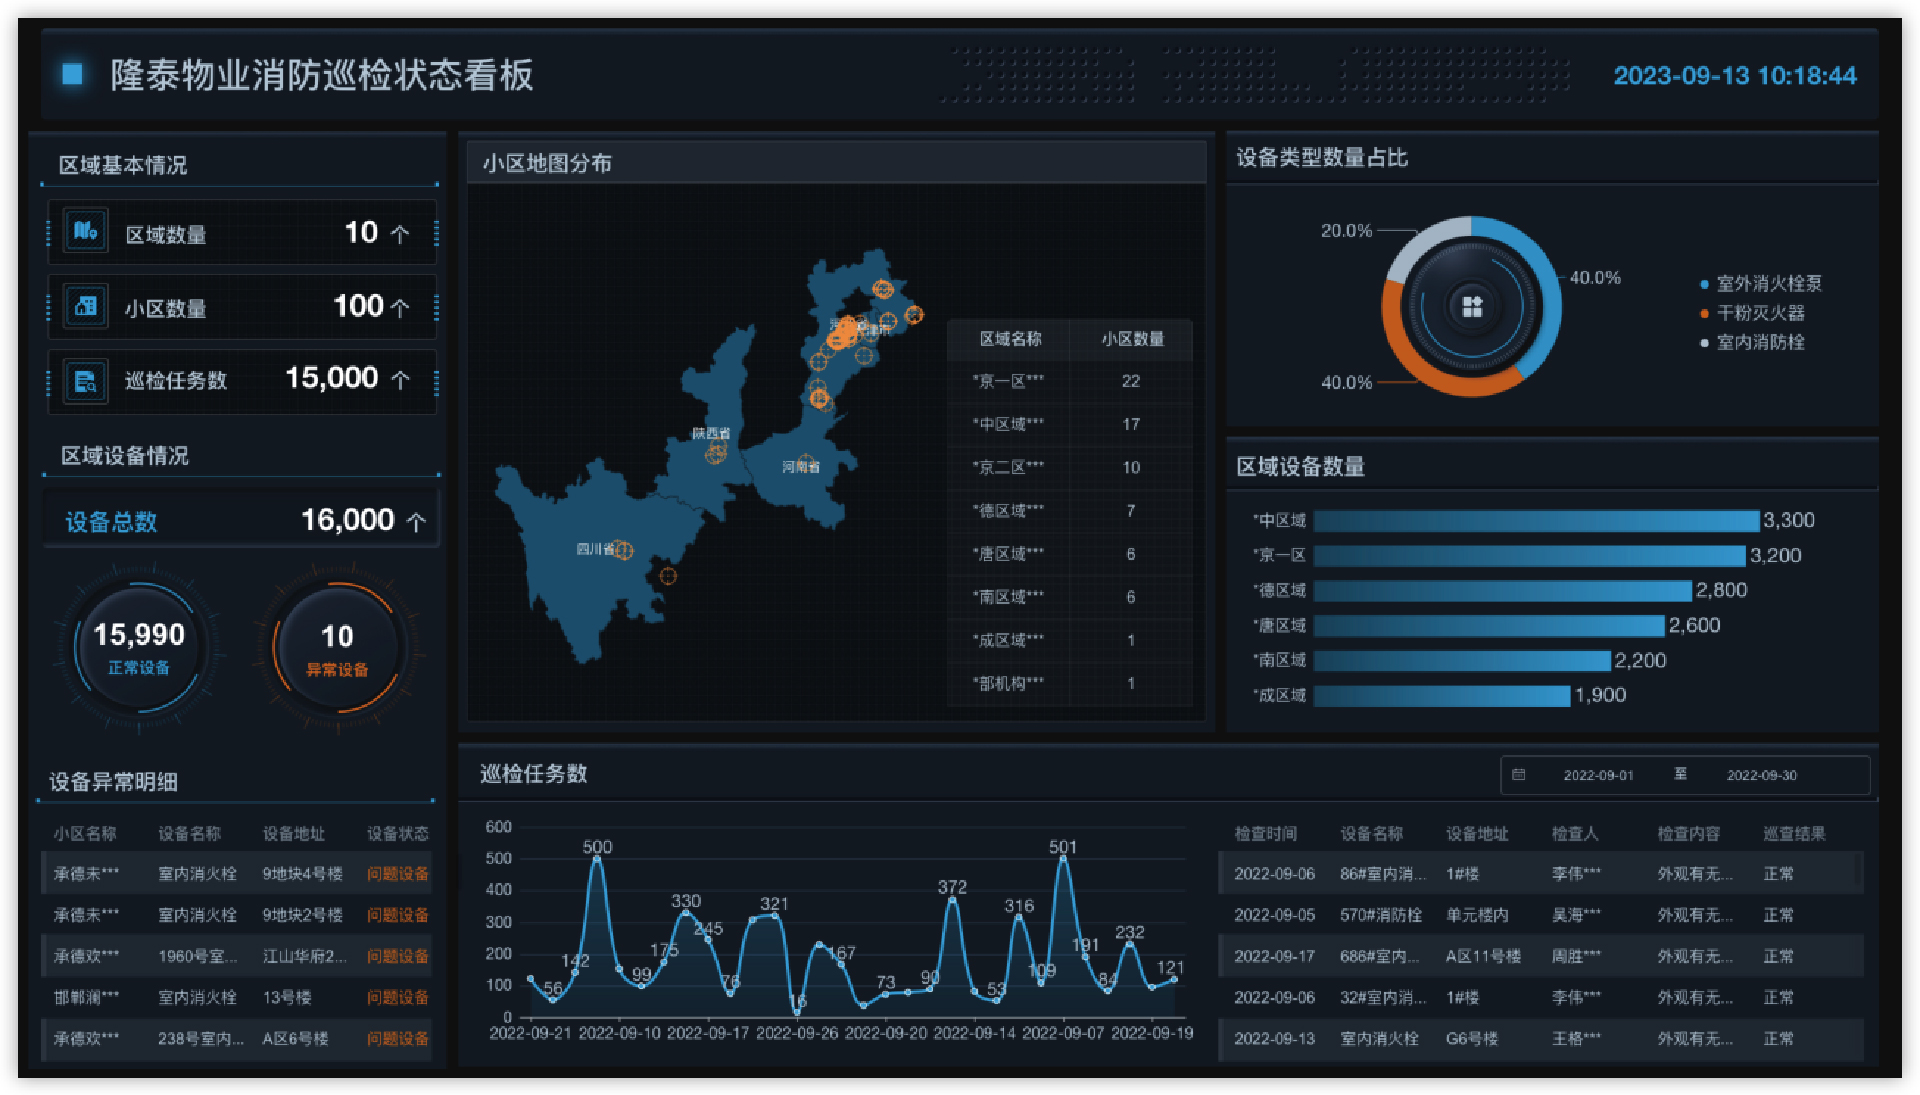 隆泰物业消防巡检状态看板
2023-09-13 10:18:44
区域基本情况
区域数量 10 个
小区数量 100 个
巡检任务数 15,000 个
区域设备情况
设备总数 16,000 个
15,990
正常设备
10
异常设备
设备异常明细
小区名称 设备名称 设备地址 设备状态
承德未*** 室内消火栓 9地块4号楼 问题设备
承德未*** 室内消火栓 9地块2号楼 问题设备
承德欢*** 1960号室... 江山华府2... 问题设备
邯郸澜*** 室内消火栓 13号楼 问题设备
承德欢*** 238号室内... A区6号楼 问题设备
小区地图分布
陕西省
河南省
四川省
区域名称 小区数量
*京一区*** 22
*中区域*** 17
*京二区*** 10
*德区域*** 7
*唐区域*** 6
*南区域*** 6
*成区域*** 1
*部机构*** 1
设备类型数量占比
20.0%
40.0%
40.0%
室外消火栓泵
干粉灭火器
室内消防栓
区域设备数量
*中区域 3,300
*京一区 3,200
*德区域 2,800
*唐区域 2,600
*南区域 2,200
*成区域 1,900
巡检任务数
2022-09-01 至 2022-09-30
600
500
400
300
200
100
0
56 142 500 99 175 330 245 76 321 16 167 73 90 372 53 316 109 501 191 84 232 121
2022-09-21 2022-09-10 2022-09-17 2022-09-26 2022-09-20 2022-09-14 2022-09-07 2022-09-19
检查时间 设备名称 设备地址 检查人 检查内容 巡查结果
2022-09-06 86#室内消... 1#楼 李伟*** 外观有无... 正常
2022-09-05 570#消防栓 单元楼内 吴海*** 外观有无... 正常
2022-09-17 686#室内... A区11号楼 周胜*** 外观有无... 正常
2022-09-06 32#室内消... 1#楼 李伟*** 外观有无... 正常
2022-09-13 室内消火栓 G6号楼 王格*** 外观有无... 正常